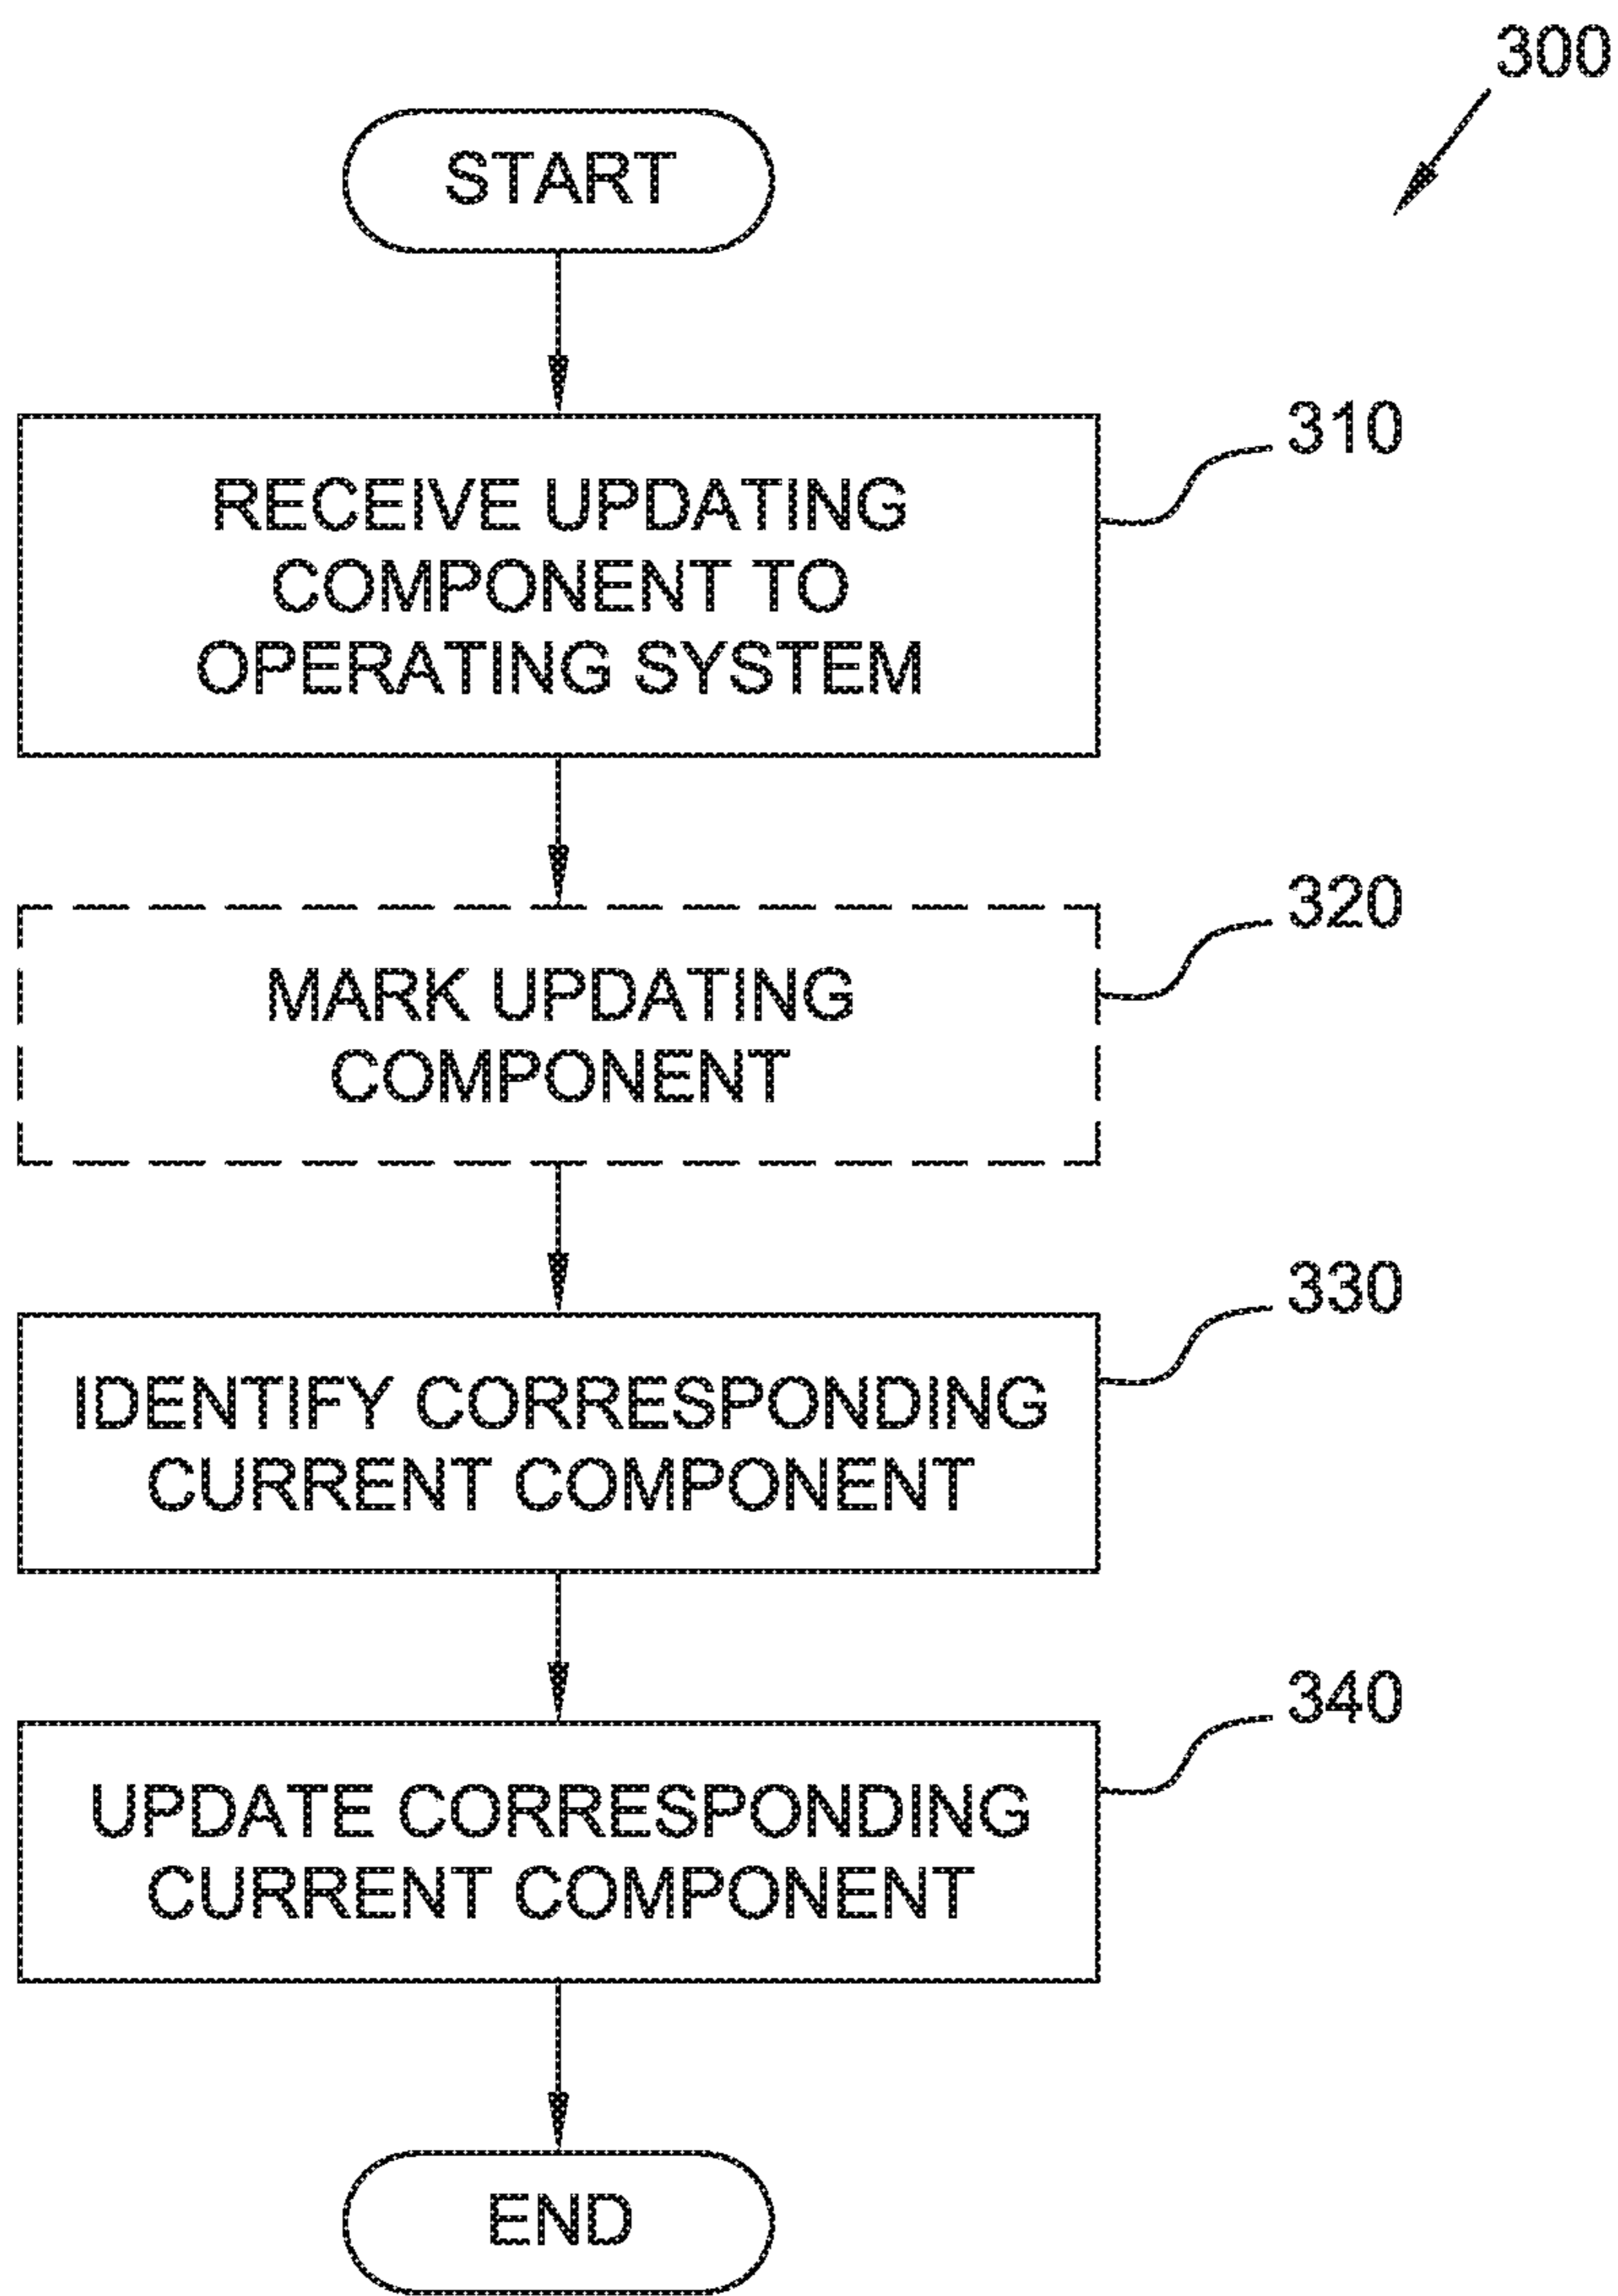 300
START
310
RECEIVE UPDATING
COMPONENT TO
OPERATING SYSTEM
320
MARK UPDATING
COMPONENT
330
IDENTIFY CORRESPONDING
CURRENT COMPONENT
340
UPDATE CORRESPONDING
CURRENT COMPONENT
END